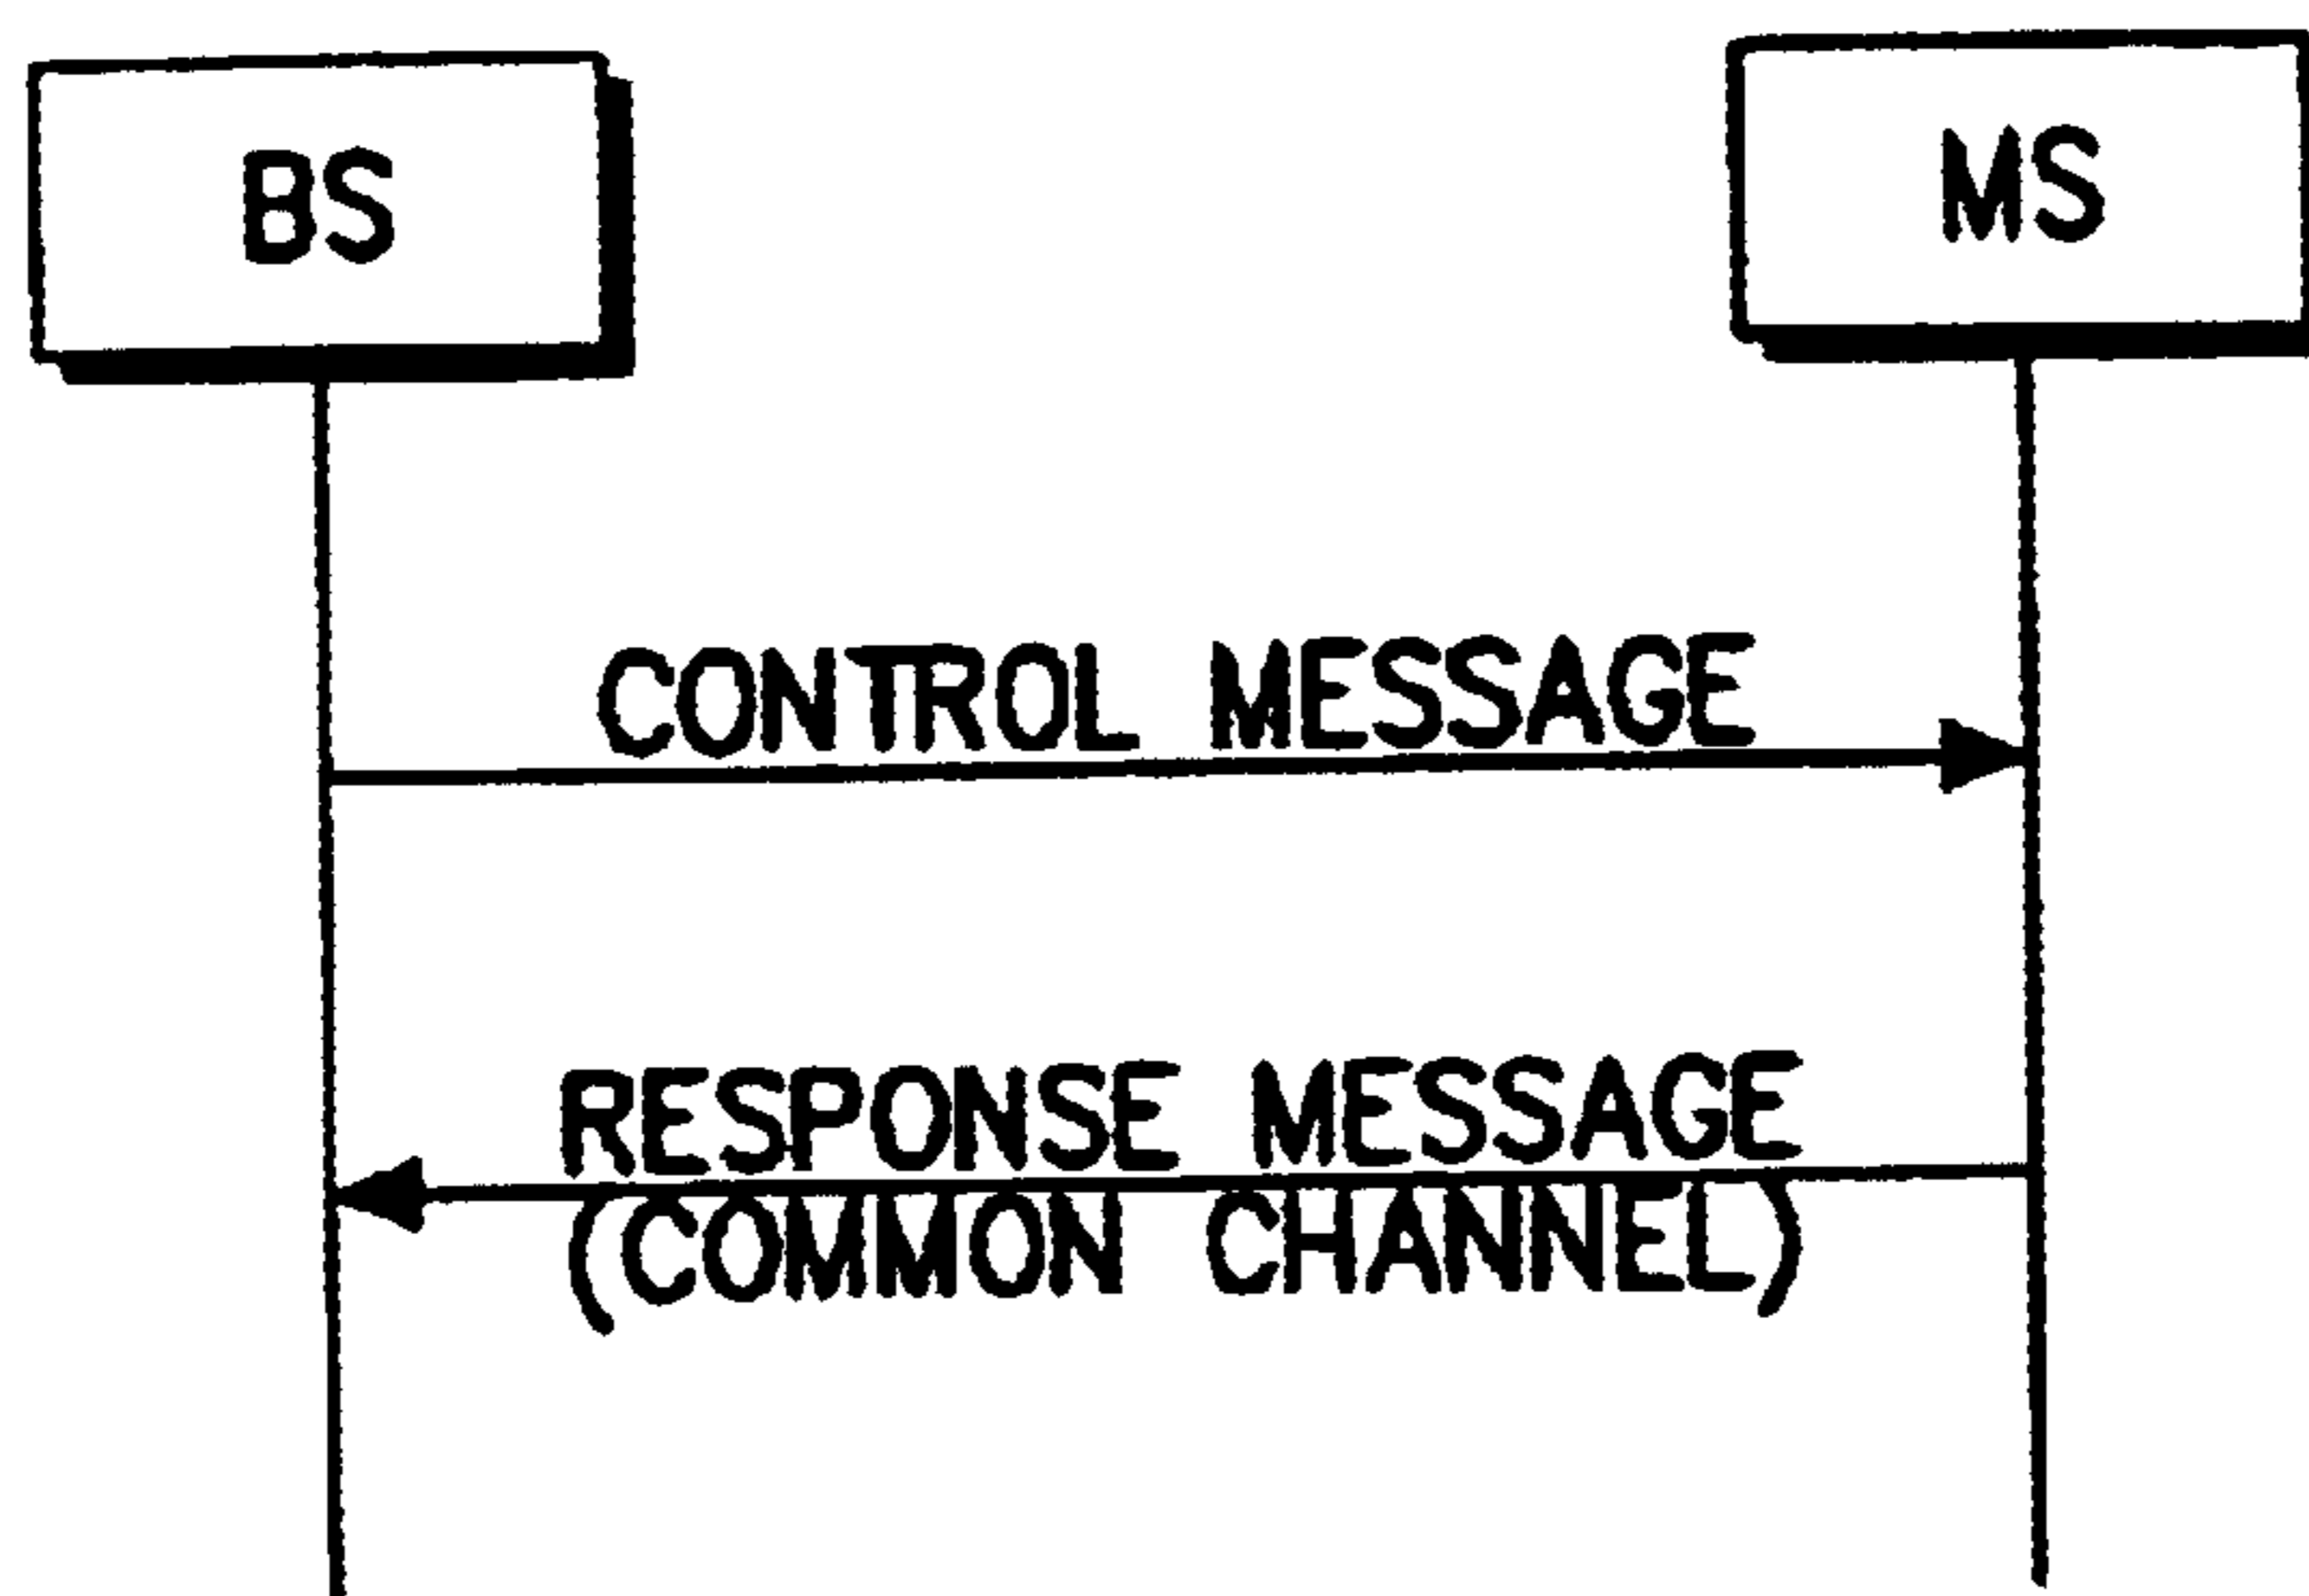 BS
MS
CONTROL MESSAGE
RESPONSE MESSAGE
(COMMON CHANNEL)